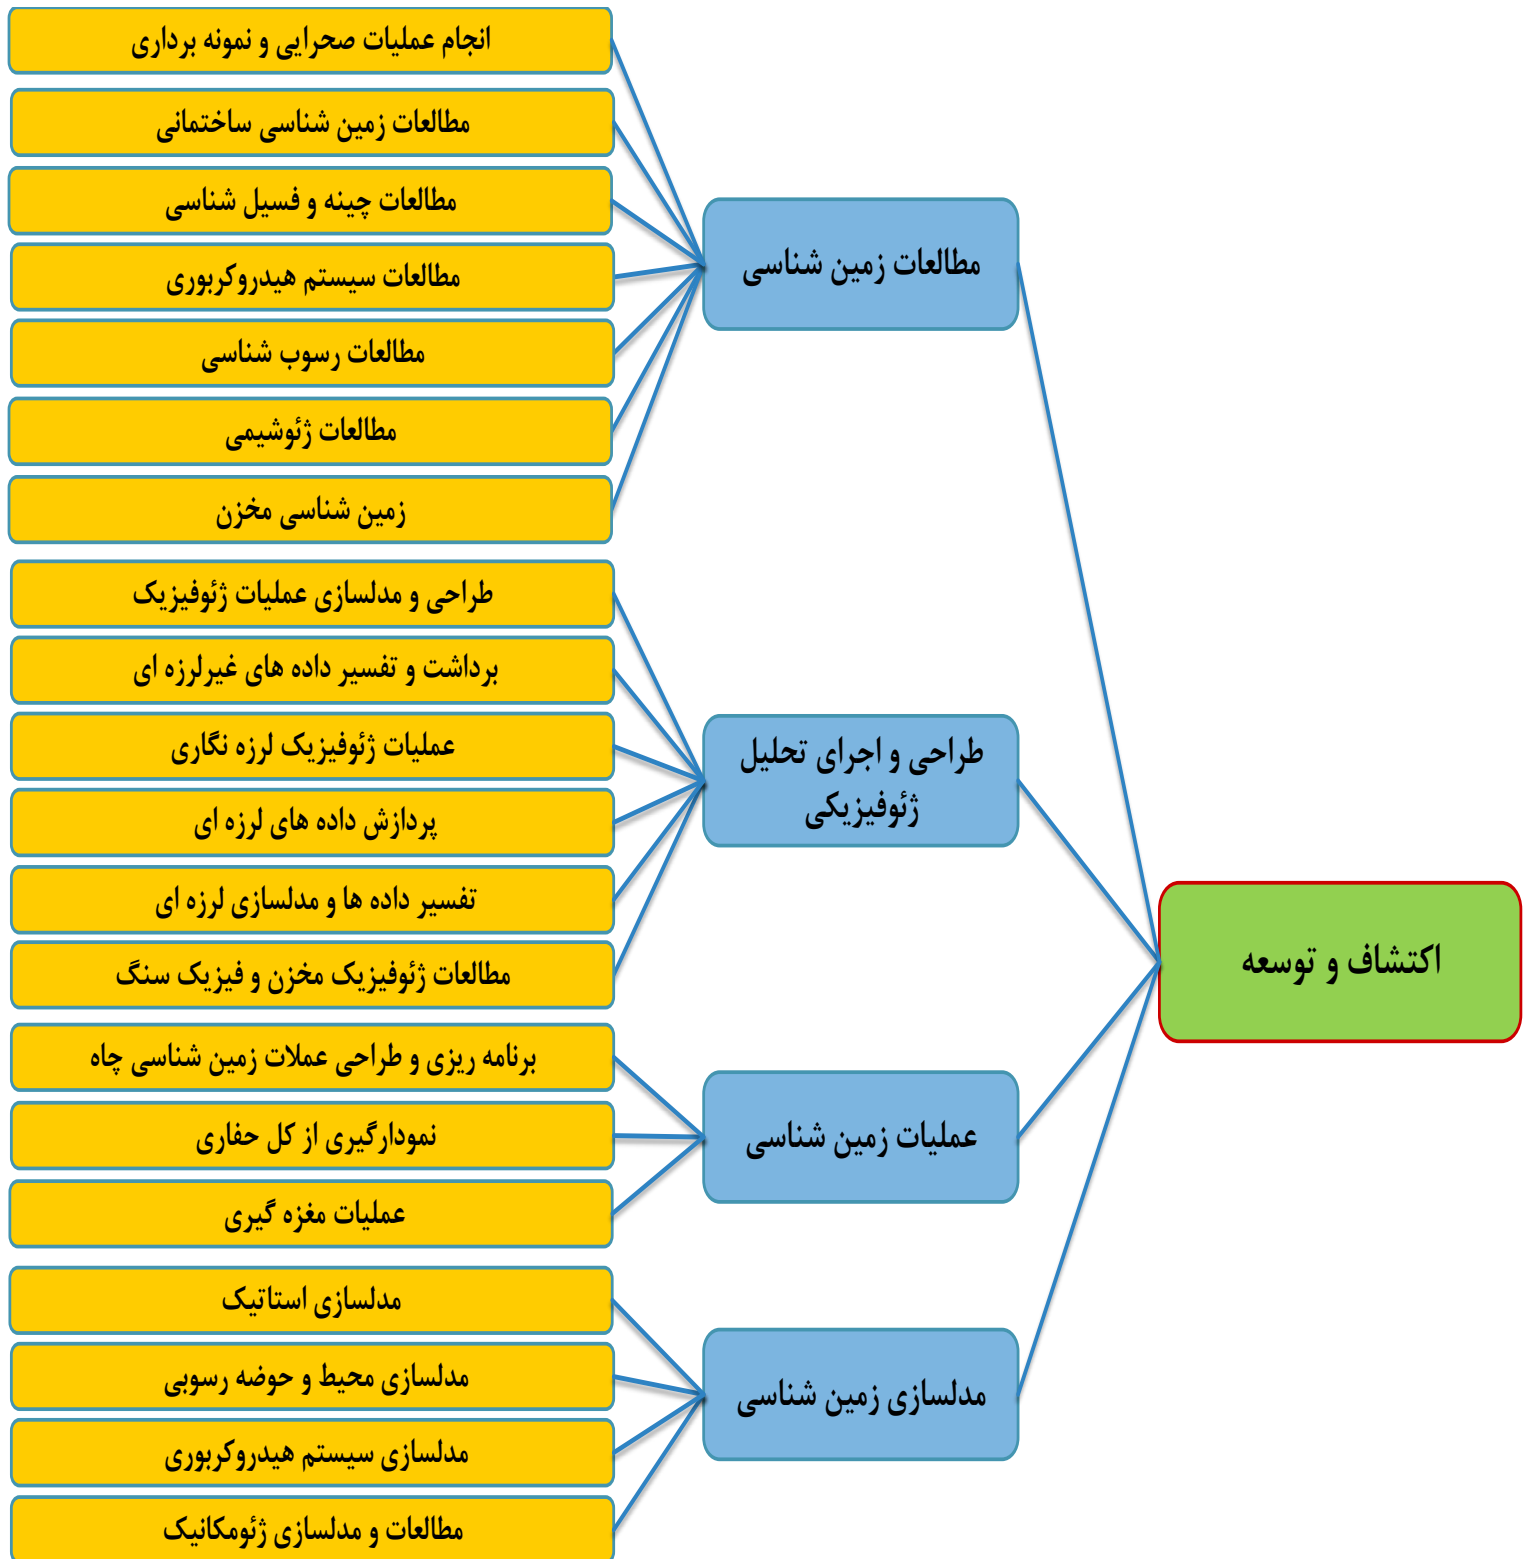 اکتشاف و توسعه
مطالعات زمین شناسی
انجام عملیات صحرایی و نمونه برداری
مطالعات زمین شناسی ساختمانی
مطالعات چینه و فسیل شناسی
مطالعات سیستم هیدروکربوری
مطالعات رسوب شناسی
مطالعات ژئوشیمی
زمین شناسی مخزن
طراحی و اجرای تحلیل
ژئوفیزیکی
طراحی و مدلسازی عملیات ژئوفیزیک
برداشت و تفسیر داده های غیرلرزه ای
عملیات ژئوفیزیک لرزه نگاری
پردازش داده های لرزه ای
تفسیر داده ها و مدلسازی لرزه ای
مطالعات ژئوفیزیک مخزن و فیزیک سنگ
عملیات زمین شناسی
برنامه ریزی و طراحی عملات زمین شناسی چاه
نمودارگیری از کل حفاری
عملیات مغزه گیری
مدلسازی زمین شناسی
مدلسازی استاتیک
مدلسازی محیط و حوضه رسوبی
مدلسازی سیستم هیدروکربوری
مطالعات و مدلسازی ژئومکانیک